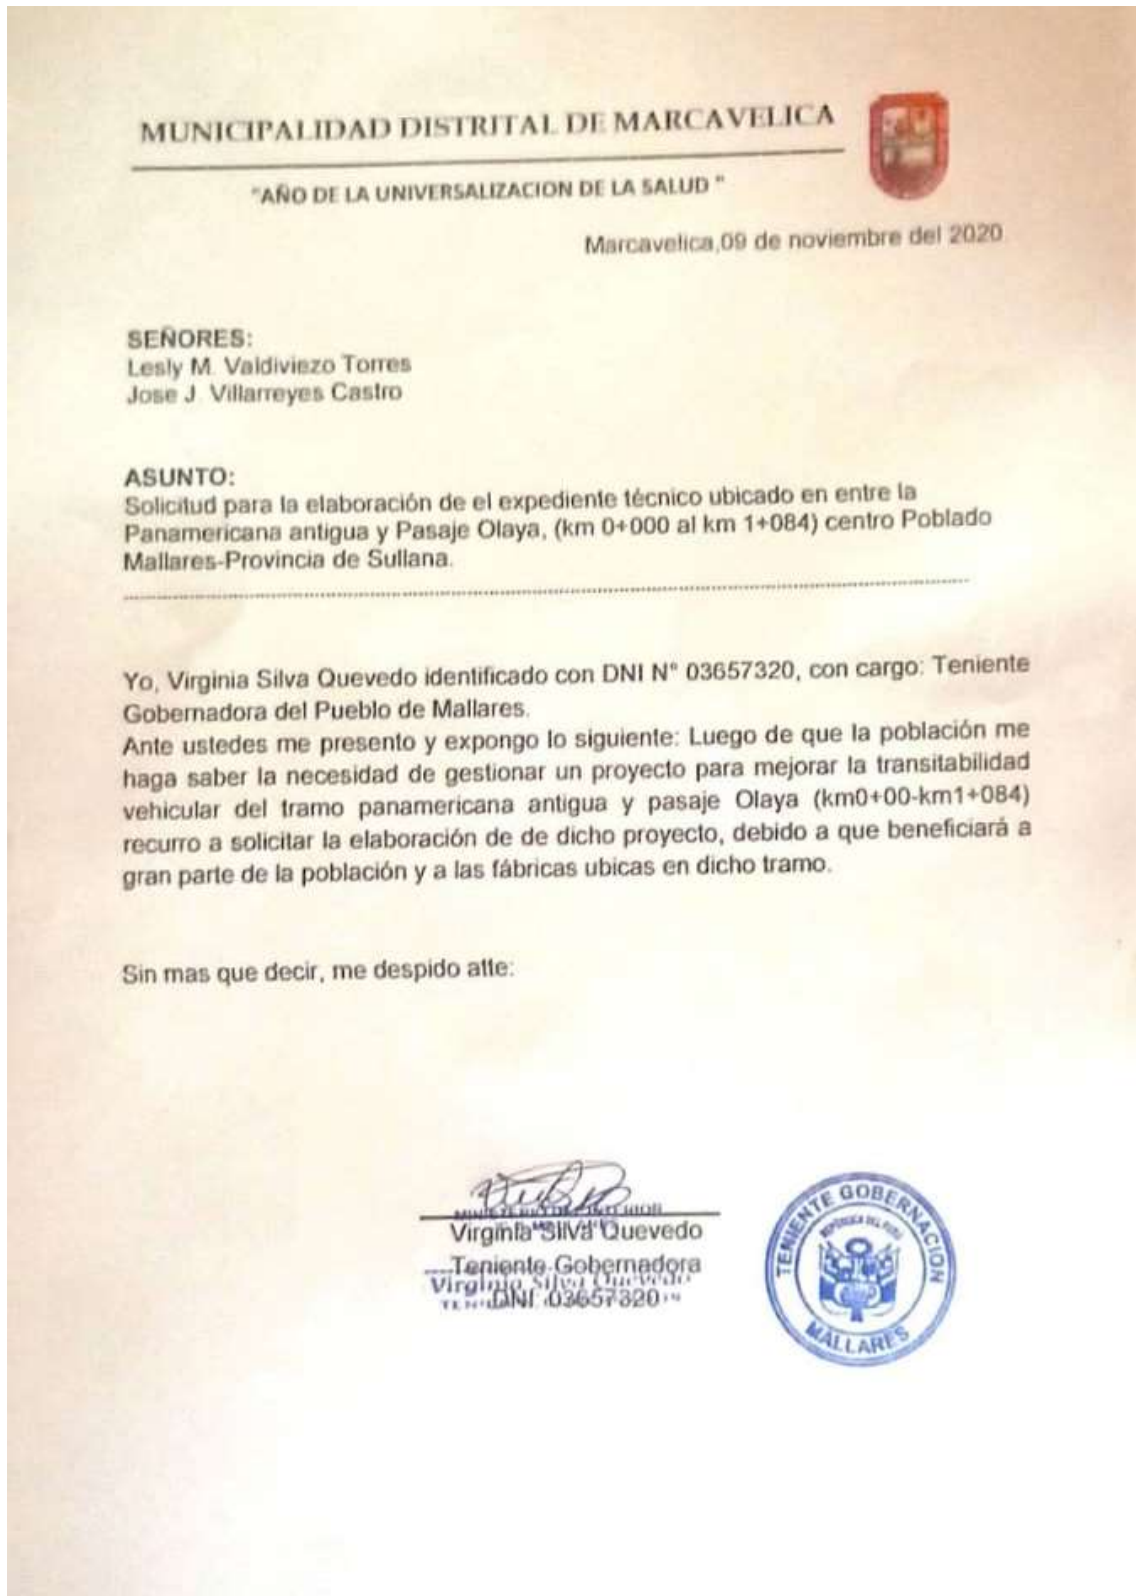 MUNICIPALIDAD DISTRITAL DE MARCAVELICA
"AÑO DE LA UNIVERSALIZACION DE LA SALUD "
Marcavelica,09 de noviembre del 2020
SEÑORES:
Lesly M. Valdiviezo Torres
Jose J. Villarreyes Castro
ASUNTO:
Solicitud para la elaboración de el expediente técnico ubicado en entre la
Panamericana antigua y Pasaje Olaya, (km 0+000 al km 1+084) centro Poblado
Mallares-Provincia de Sullana.
Yo, Virginia Silva Quevedo identificado con DNI N° 03657320, con cargo: Teniente
Gobernadora del Pueblo de Mallares.
Ante ustedes me presento y expongo lo siguiente: Luego de que la población me
haga saber la necesidad de gestionar un proyecto para mejorar la transitabilidad
vehicular del tramo panamericana antigua y pasaje Olaya (km0+00-km1+084)
recurro a solicitar la elaboración de de dicho proyecto, debido a que beneficiará a
gran parte de la población y a las fábricas ubicas en dicho tramo.
Sin mas que decir, me despido atte:
Virginia Silva Quevedo
Teniente Gobernadora
Virginia Silva Quevedo
DNI: 03657320
TENIENTE GOBERNACION
REPÚBLICA DEL PERÚ
MALLARES